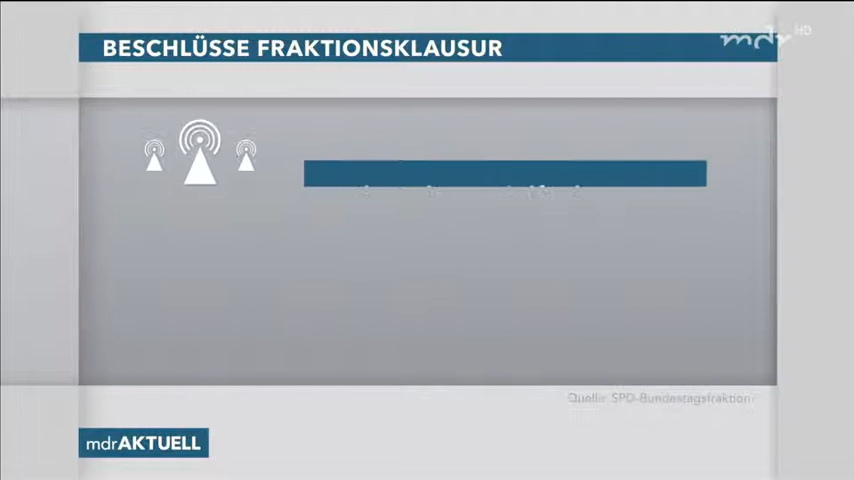 BESCHLÜSSE FRAKTIONSKLAUSUR
mdr HD
Quelle: SPD-Bundestagsfraktion
mdrAKTUELL